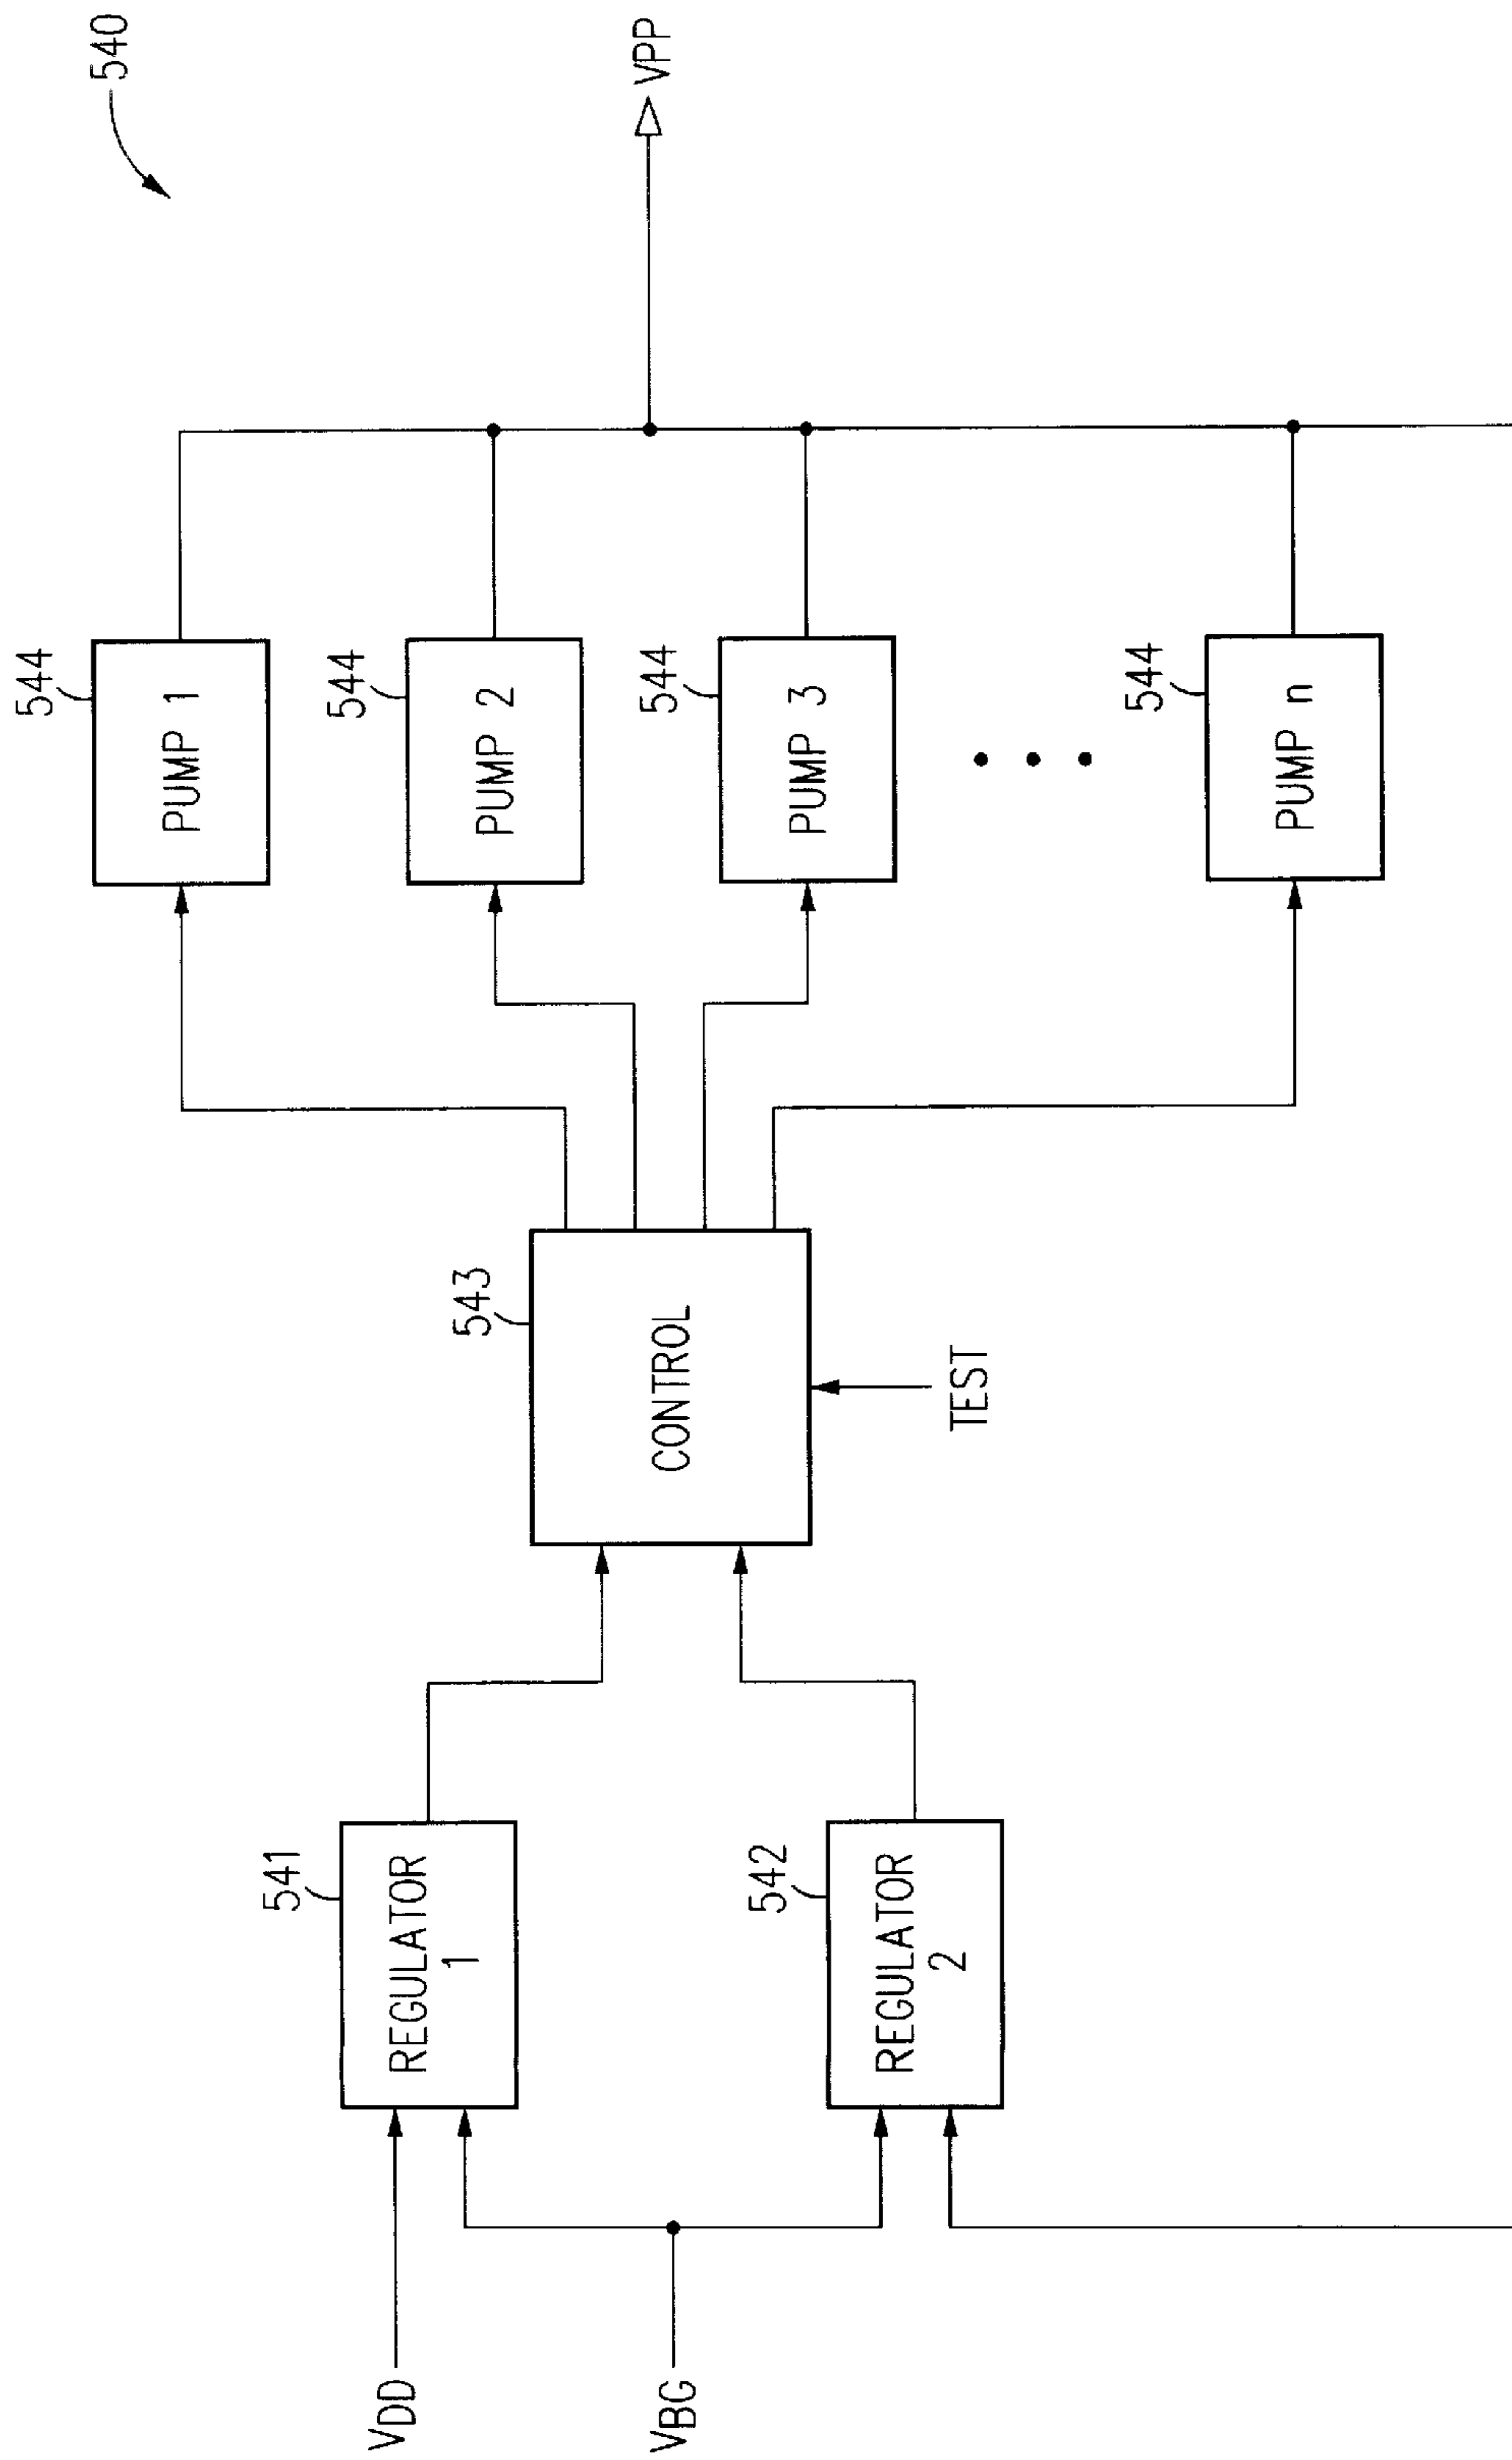 540
VDD
VBG
541
REGULATOR
1
542
REGULATOR
2
543
CONTROL
TEST
544
PUMP 1
544
PUMP 2
544
PUMP 3
544
PUMP n
VPP